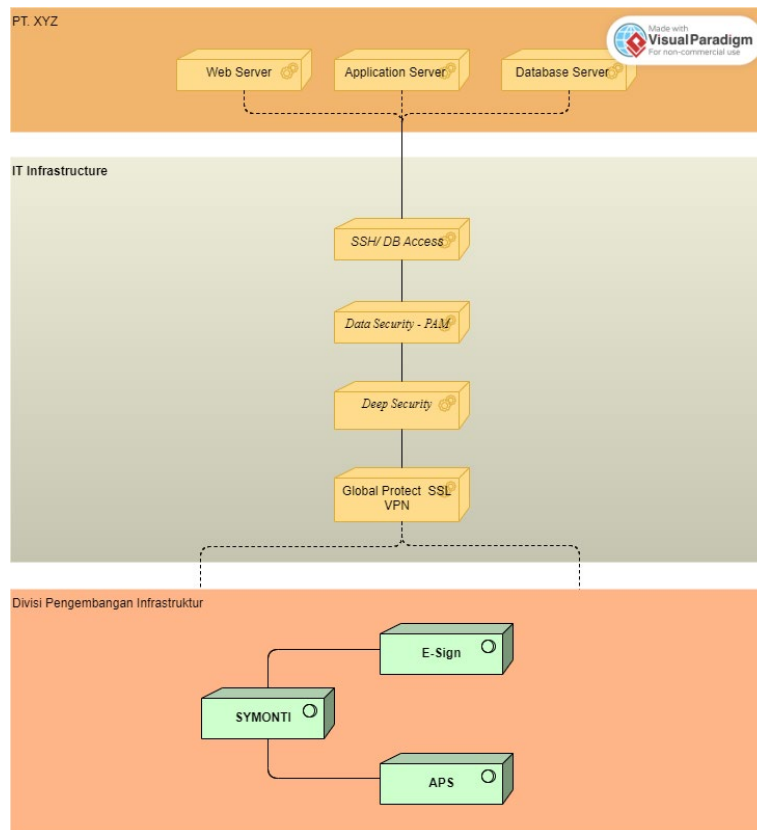 PT. XYZ
Made with
Visual Paradigm
For non-commercial use
Web Server
Application Server
Database Server
IT Infrastructure
SSH/ DB Access
Data Security - PAM
Deep Security
Global Protect SSL
VPN
Divisi Pengembangan Infrastruktur
E-Sign
SYMONTI
APS